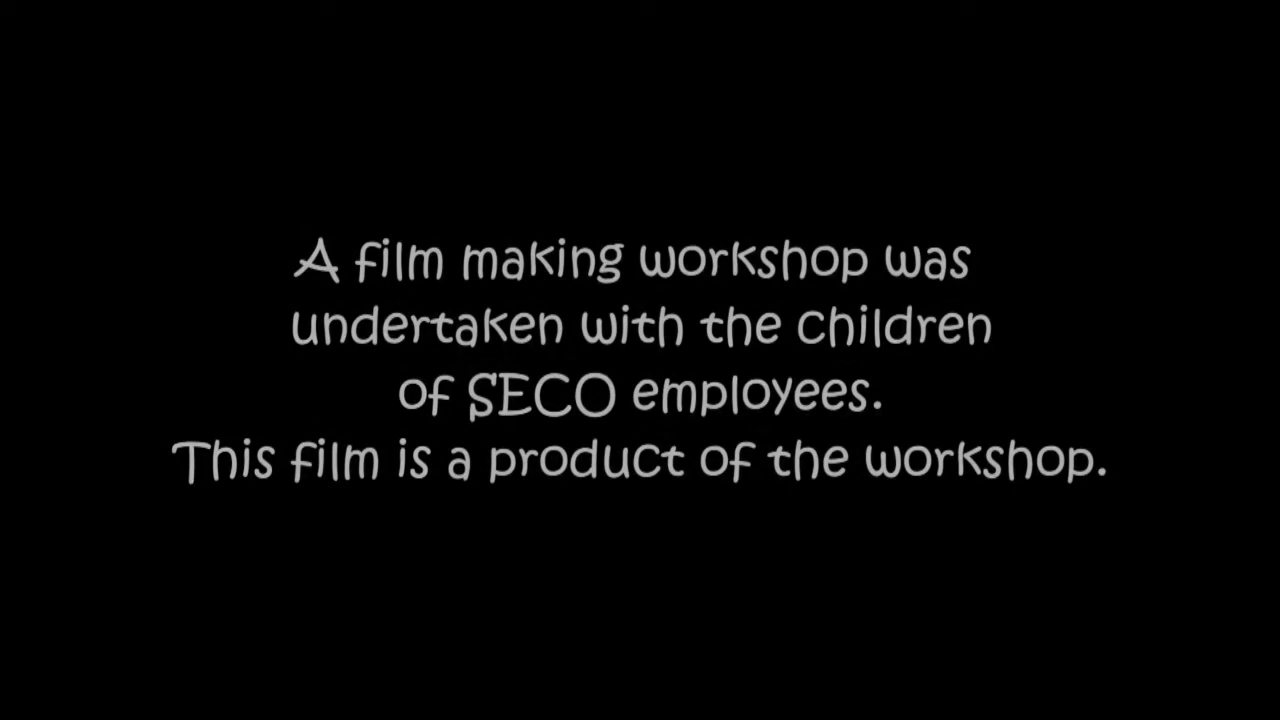 A film making workshop was
undertaken with the children
of SECO employees.
This film is a product of the workshop.